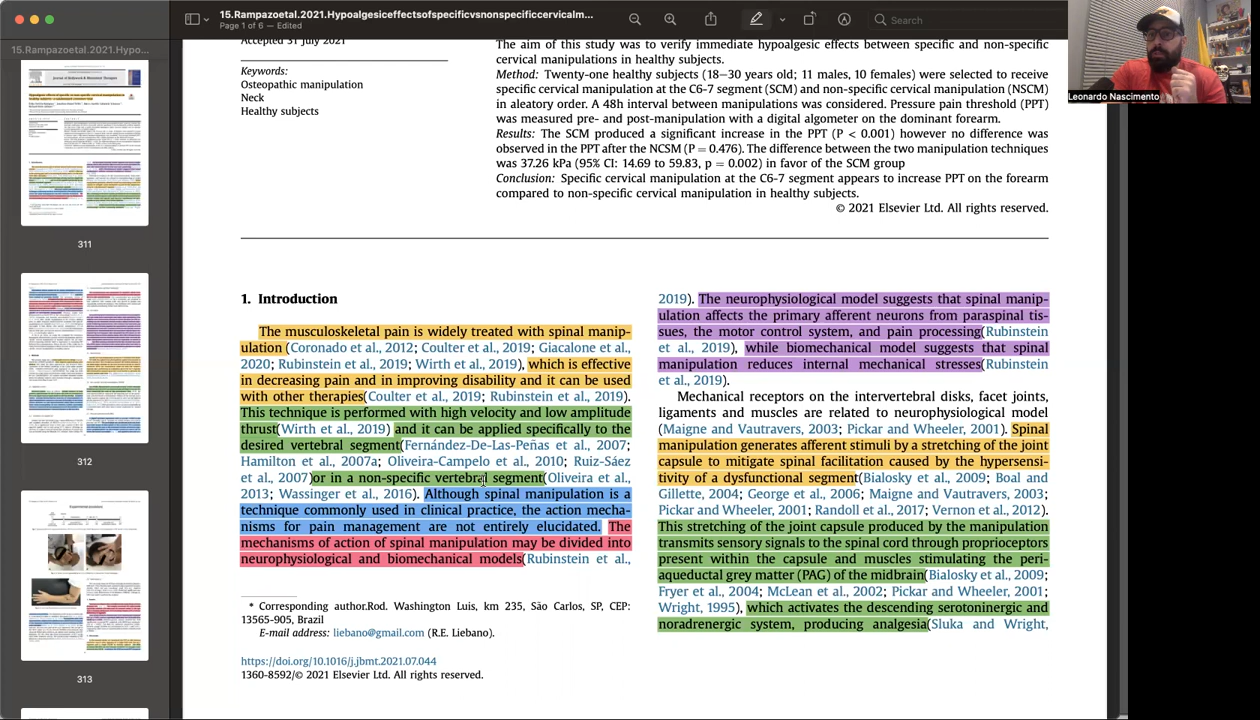 15.Rampazoetal.2021.Hypoalgesiceffectsofspecificvsnonspecificcervicalm...
Page 1 of 6 – Edited
Search
15.Rampazoetal.2021.Hypo...
311
312
313
Leonardo Nascimento
Accepted 31 July 2021
Keywords:
Osteopathic manipulation
Neck
Healthy subjects
The aim of this study was to verify immediate hypoalgesic effects between specific and non-specific
cervical manipulations in healthy subjects.
Method: Twenty-one healthy subjects (18–30 years old; 11 males, 10 females) were selected to receive
specific cervical manipulation at the C6-7 segment (SCM) and non-specific cervical manipulation (NSCM)
in aleatory order. A 48h interval between manipulations was considered. Pressure pain threshold (PPT)
was measured pre- and post-manipulation with a digital algometer on the dominant forearm.
Results: The SCM produced a significant increase in the PPT (P < 0.001) however no difference was
observed in the PPT after the NCSM (P = 0.476). The difference between the two manipulation techniques
was 37.26 kPa (95% CI: 14.69 to 59.83, p = 0.002) in favor of the SCM group
Conclusion: Specific cervical manipulation at the C6-7 segment appears to increase PPT on the forearm
compared to non-specific cervical manipulation in healthy subjects.
© 2021 Elsevier Ltd. All rights reserved.
1. Introduction
The musculoskeletal pain is widely treated with spinal manip-
ulation (Coronado et al., 2012; Coulter et al., 2019; Giacalone et al.,
2020; Rubinstein et al., 2019; Wirth et al., 2019), which is effective
in decreasing pain and in improving disability and it can be used
with other therapies(Coulter et al., 2019; Rubinstein et al., 2019).
This technique is performed with high velocity and low amplitude
thrust(Wirth et al., 2019) and it can be applied specifically to the
desired vertebral segment(Fernández-De-Las-Peñas et al., 2007;
Hamilton et al., 2007a; Oliveira-Campelo et al., 2010; Ruiz-Sáez
et al., 2007)or in a non-specific vertebral segment(Oliveira et al.,
2013; Wassinger et al., 2016). Although spinal manipulation is a
technique commonly used in clinical practice, the action mecha-
nisms for pain management are not entirely elucidated. The
mechanisms of action of spinal manipulation may be divided into
neurophysiological and biomechanical models(Rubinstein et al.,
* Corresponding author.Rod. Washington Luis, km 235, São Carlos, SP, CEP:
13565-905, Brazil
E-mail address: liebano@gmail.com (R.E. Liebano).
https://doi.org/10.1016/j.jbmt.2021.07.044
1360-8592/© 2021 Elsevier Ltd. All rights reserved.
2019). The neurophysiological model suggests that spinal manip-
ulation affects the primary afferent neurons from paraspinal tis-
sues, the motor control system, and pain processing(Rubinstein
et al., 2019), while biomechanical model suggests that spinal
manipulation reduces internal mechanical stresses(Rubinstein
et al., 2019).
Mechanical receptors on the intervertebral disks, facet joints,
ligaments and muscles are related to neurophysiological model
(Maigne and Vautravers, 2003; Pickar and Wheeler, 2001). Spinal
manipulation generates afferent stimuli by a stretching of the joint
capsule to mitigate spinal facilitation caused by the hypersensi-
tivity of a dysfunctional segment(Bialosky et al., 2009; Boal and
Gillette, 2004; George et al., 2006; Maigne and Vautravers, 2003;
Pickar and Wheeler, 2001; Randoll et al., 2017; Vernon et al., 2012).
This stretching of the joint capsule produced by the manipulation
transmits sensory signals to the spinal cord through proprioceptors
present within the capsule and muscles stimulating the peri-
aqueductal grey matter (PAG) of the midbrain(Bialosky et al., 2009;
Fryer et al., 2004; McLean et al., 2002; Pickar and Wheeler, 2001;
Wright, 1995), which activates the descending serotoninergic and
noradrenergic system, producing analgesia(Sluka and Wright,